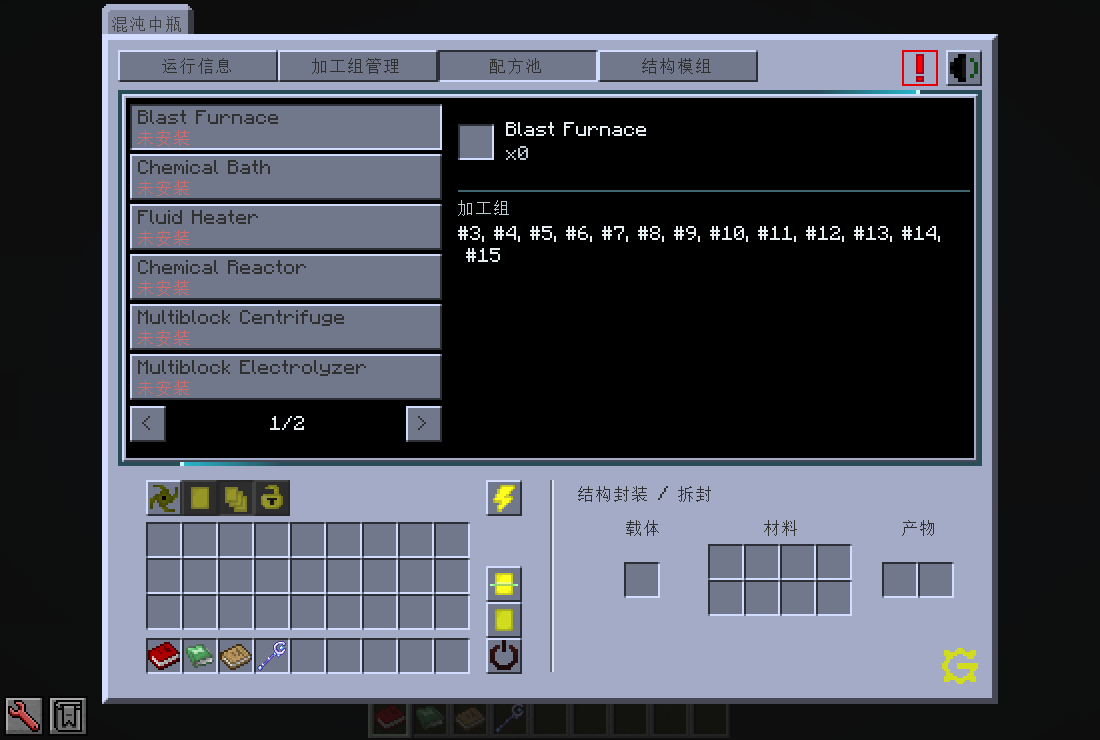 混沌中瓶
运行信息
加工组管理
配方池
结构模组
Blast Furnace
未安装
Chemical Bath
未安装
Fluid Heater
未安装
Chemical Reactor
未安装
Multiblock Centrifuge
未安装
Multiblock Electrolyzer
未安装
< 1/2 >
Blast Furnace
x0
加工组
#3, #4, #5, #6, #7, #8, #9, #10, #11, #12, #13, #14,
#15
结构封装 / 拆封
载体
材料
产物